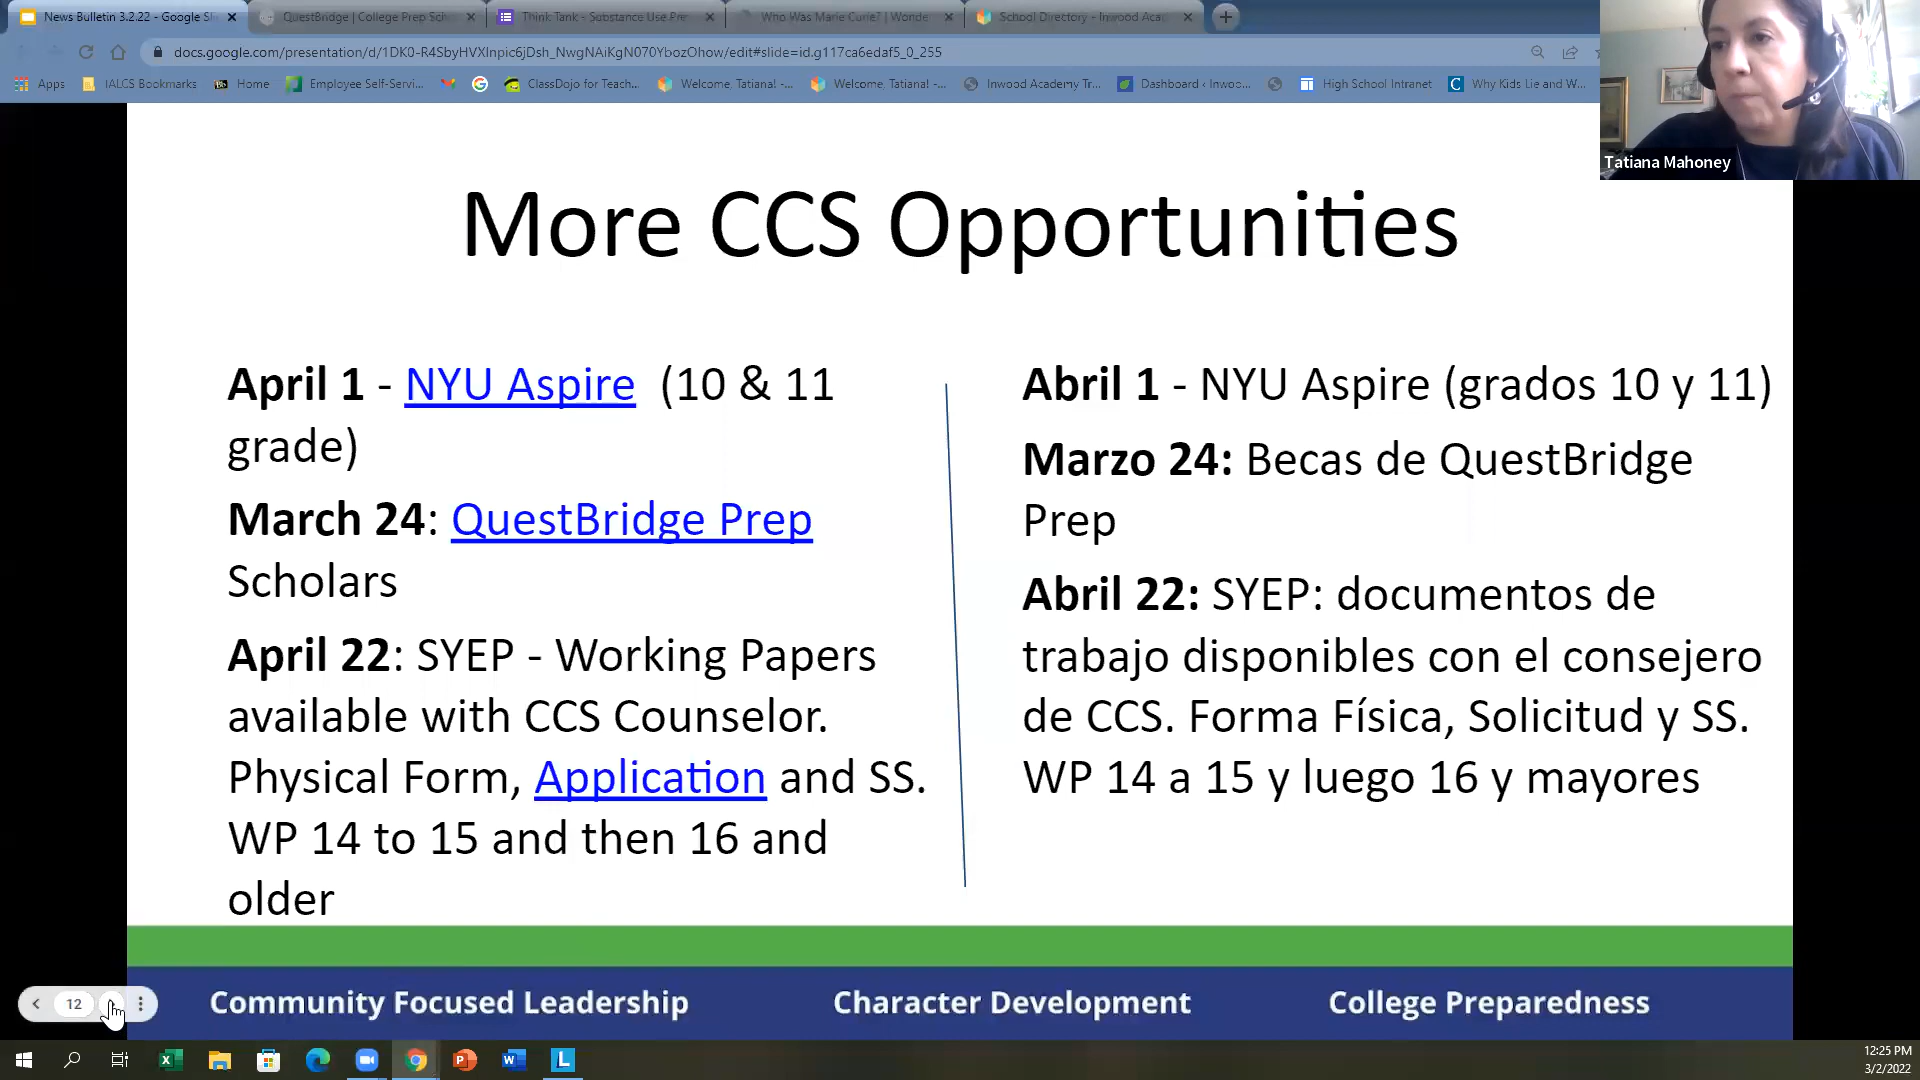 News Bulletin 3.2.22 - Google Sl
QuestBridge | College Prep Scho
Think Tank - Substance Use Pre
Who Was Marie Curie? | Wonde
School Directory - Inwood Acad
docs.google.com/presentation/d/1DK0-R4SbyHVXInpic6jDsh_NwgNAiKgN070YbozOhow/edit#slide=id.g117ca6edaf5_0_255
Apps
IALCS Bookmarks
Home
Employee Self-Servi...
ClassDojo for Teach...
Welcome, Tatiana! -...
Welcome, Tatiana! -...
Inwood Academy Tr...
Dashboard ‹ Inwoo...
High School Intranet
Why Kids Lie and W...
Tatiana Mahoney
More CCS Opportunities
April 1 - NYU Aspire (10 & 11
grade)
March 24: QuestBridge Prep
Scholars
April 22: SYEP - Working Papers
available with CCS Counselor.
Physical Form, Application and SS.
WP 14 to 15 and then 16 and
older
Abril 1 - NYU Aspire (grados 10 y 11)
Marzo 24: Becas de QuestBridge
Prep
Abril 22: SYEP: documentos de
trabajo disponibles con el consejero
de CCS. Forma Física, Solicitud y SS.
WP 14 a 15 y luego 16 y mayores
12
Community Focused Leadership
Character Development
College Preparedness
12:25 PM
3/2/2022